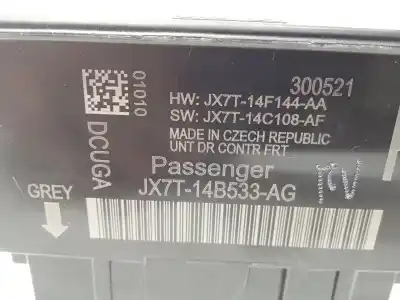 300521
01010
HW: JX7T-14F144-AA
SW: JX7T-14C108-AF
MADE IN CZECH REPUBLIC
UNT DR CONTR FRT
DCUGA
Passenger
JX7T-14B533-AG
GREY